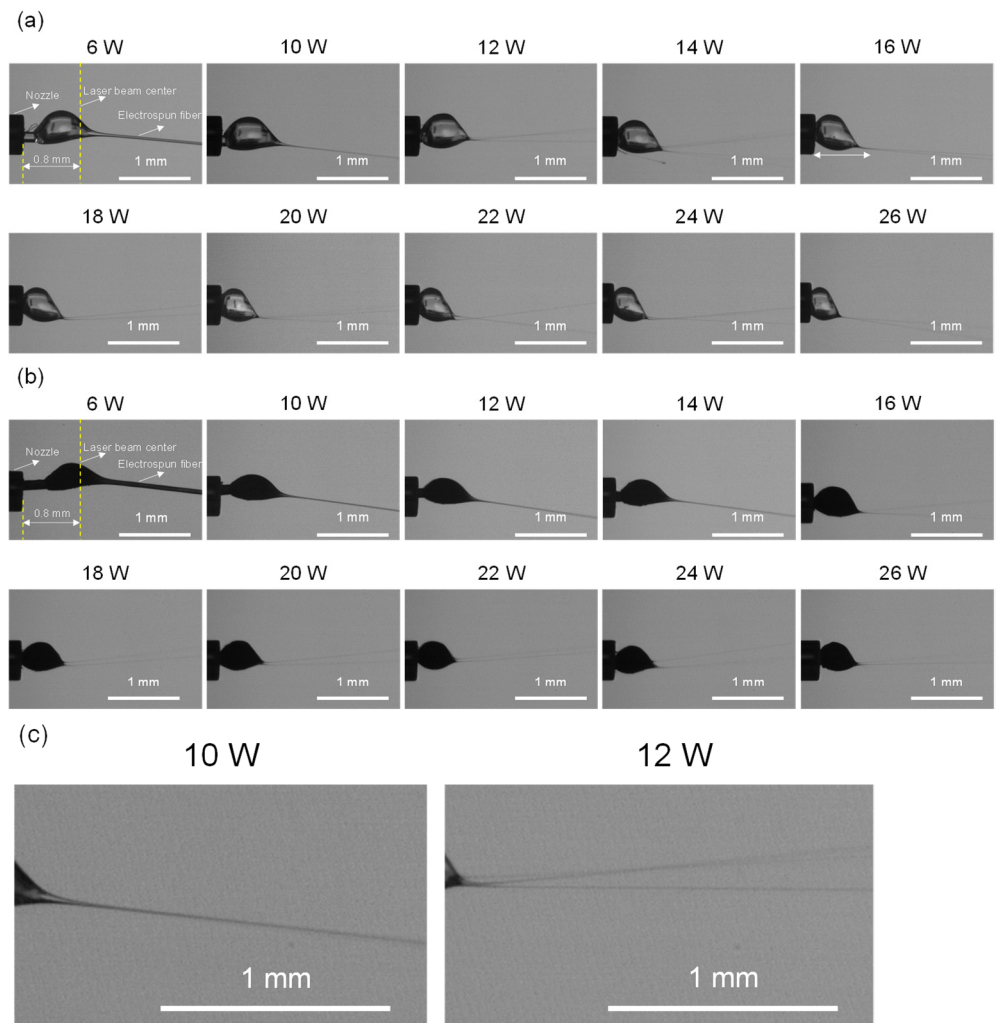 (a)
6 W 10 W 12 W 14 W 16 W
Nozzle
Laser beam center
Electrospun fiber
0.8 mm
1 mm 1 mm 1 mm 1 mm 1 mm
18 W 20 W 22 W 24 W 26 W
1 mm 1 mm 1 mm 1 mm 1 mm
(b)
6 W 10 W 12 W 14 W 16 W
Nozzle
Laser beam center
Electrospun fiber
0.8 mm
1 mm 1 mm 1 mm 1 mm 1 mm
18 W 20 W 22 W 24 W 26 W
1 mm 1 mm 1 mm 1 mm 1 mm
(c)
10 W 12 W
1 mm 1 mm